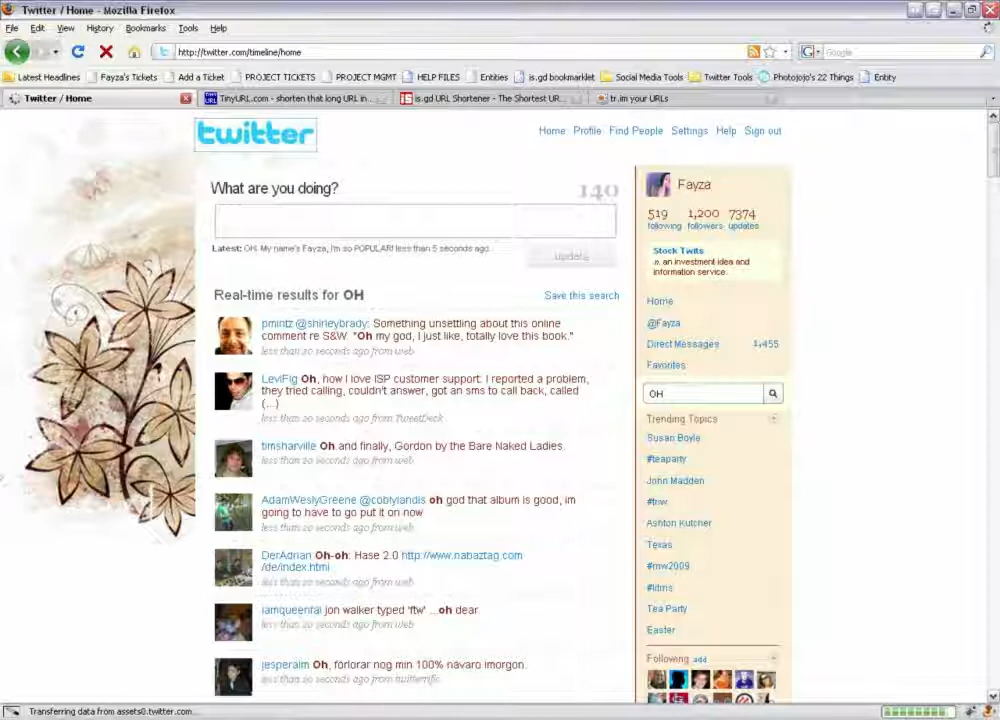 Twitter / Home - Mozilla Firefox
File Edit View History Bookmarks Tools Help
http://twitter.com/timeline/home
Google
Latest Headlines Fayza's Tickets Add a Ticket PROJECT TICKETS PROJECT MGMT HELP FILES Entities is.gd bookmarklet Social Media Tools Twitter Tools Photojojo's 22 Things Entity
Twitter / Home
TinyURL.com - shorten that long URL in...
is.gd URL Shortener - The Shortest UR...
tr.im your URLs
twitter
Home Profile Find People Settings Help Sign out
What are you doing?
140
Latest: OH: My name's Fayza, I'm so POPULAR! less than 5 seconds ago
update
Real-time results for OH
Save this search
pmintz @shirleybrady: Something unsettling about this online
comment re S&W. "Oh my god, I just like, totally love this book."
less than 20 seconds ago from web
LeviFig Oh, how I love ISP customer support: I reported a problem,
they tried calling, couldn't answer, got an sms to call back, called
(...)
less than 20 seconds ago from TweetDeck
timsharville Oh and finally, Gordon by the Bare Naked Ladies.
less than 20 seconds ago from web
AdamWeslyGreene @cobylandis oh god that album is good, im
going to have to go put it on now
less than 20 seconds ago from web
DerAdrian Oh-oh: Hase 2.0 http://www.nabaztag.com
/de/index.html
less than 20 seconds ago from web
iamqueenrai jon walker typed 'ftw' ...oh dear
less than 20 seconds ago from web
jesperalm Oh, förlorar nog min 100% närvaro imorgon.
less than 20 seconds ago from twitterrific
Fayza
519 1,200 7374
following followers updates
Stock Twits
n. an investment idea and
information service.
Home
@Fayza
Direct Messages 1,455
Favorites
OH
Trending Topics
Susan Boyle
#teaparty
John Madden
#tnw
Ashton Kutcher
Texas
#mw2009
Tea Party
Easter
Following add
Transferring data from assets0.twitter.com...